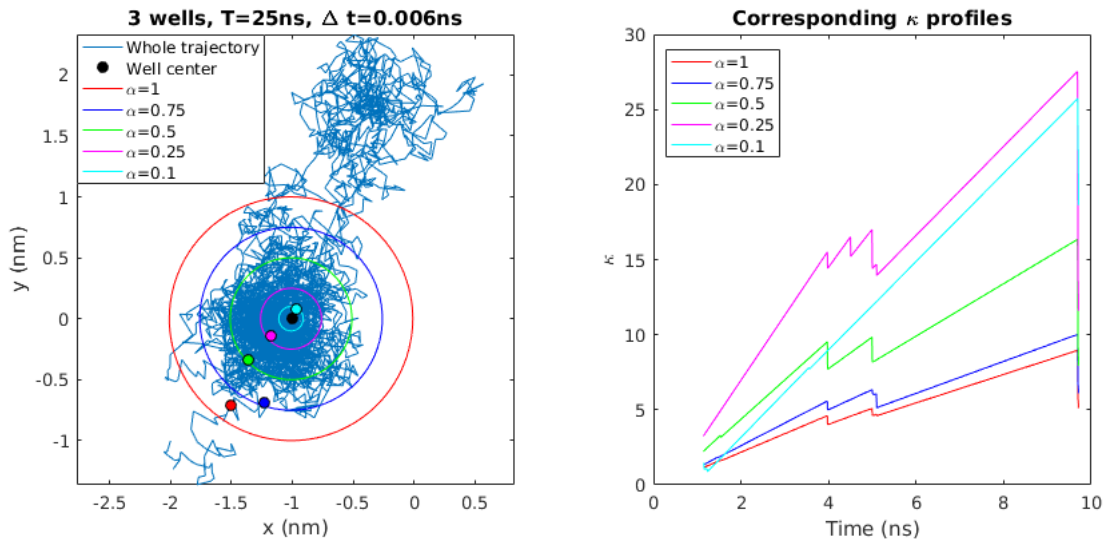 3 wells, T=25ns, Δ t=0.006ns
Whole trajectory
Well center
α=1
α=0.75
α=0.5
α=0.25
α=0.1
2
1.5
1
0.5
0
-0.5
-1
y (nm)
-2.5 -2 -1.5 -1 -0.5 0 0.5
x (nm)
Corresponding κ profiles
α=1
α=0.75
α=0.5
α=0.25
α=0.1
30
25
20
15
10
5
0
κ
0 2 4 6 8 10
Time (ns)